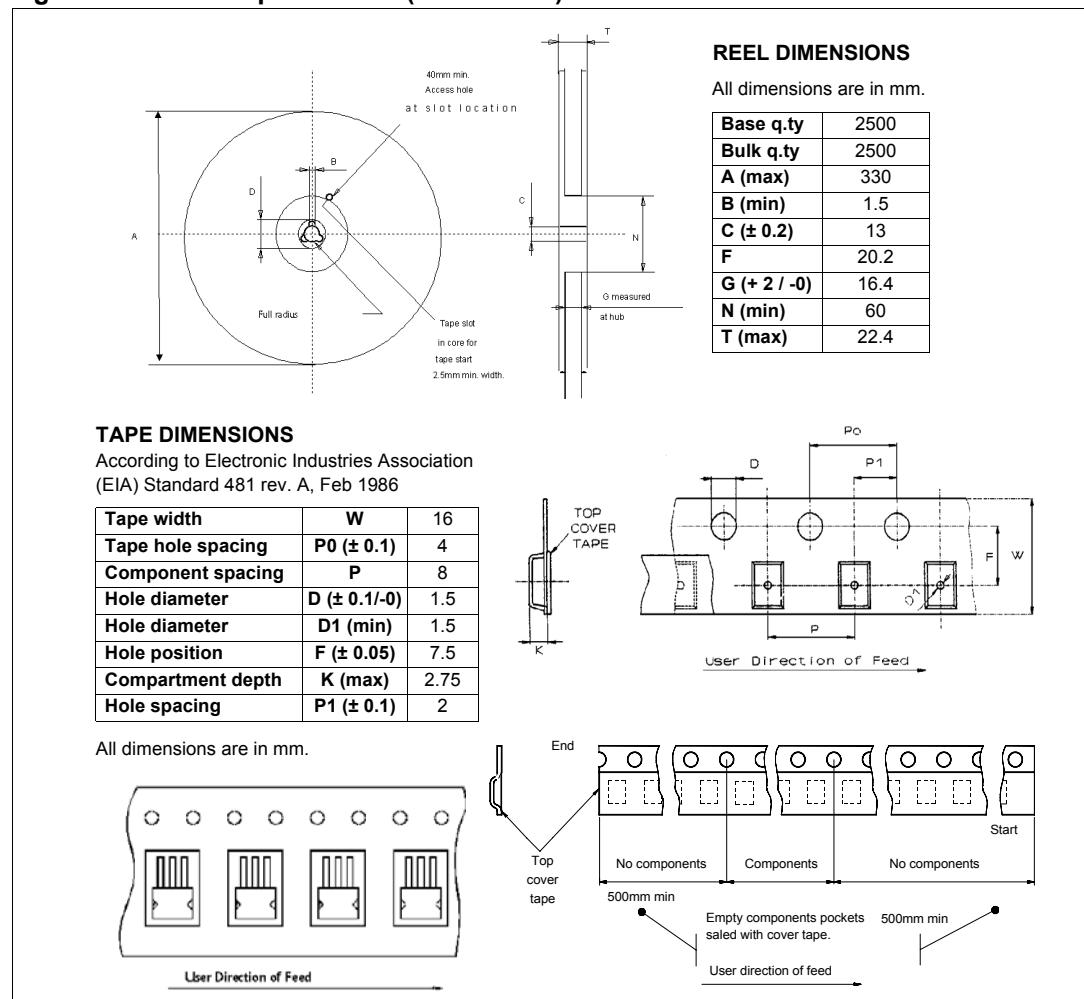 T
40mm min.
Access hole
at slot location
B
D
C
A
N
G measured
at hub
Full radius
Tape slot
in core for
tape start
2.5mm min. width.
REEL DIMENSIONS
All dimensions are in mm.
Base q.ty 2500
Bulk q.ty 2500
A (max) 330
B (min) 1.5
C (± 0.2) 13
F 20.2
G (+ 2 / -0) 16.4
N (min) 60
T (max) 22.4
TAPE DIMENSIONS
According to Electronic Industries Association
(EIA) Standard 481 rev. A, Feb 1986
Tape width W 16
Tape hole spacing P0 (± 0.1) 4
Component spacing P 8
Hole diameter D (± 0.1/-0) 1.5
Hole diameter D1 (min) 1.5
Hole position F (± 0.05) 7.5
Compartment depth K (max) 2.75
Hole spacing P1 (± 0.1) 2
All dimensions are in mm.
Po
D
P1
TOP
COVER
TAPE
F
W
D1
K
P
User Direction of Feed
User Direction of Feed
End
Start
Top
cover
tape
No components
Components
No components
500mm min
Empty components pockets
saled with cover tape.
500mm min
User direction of feed